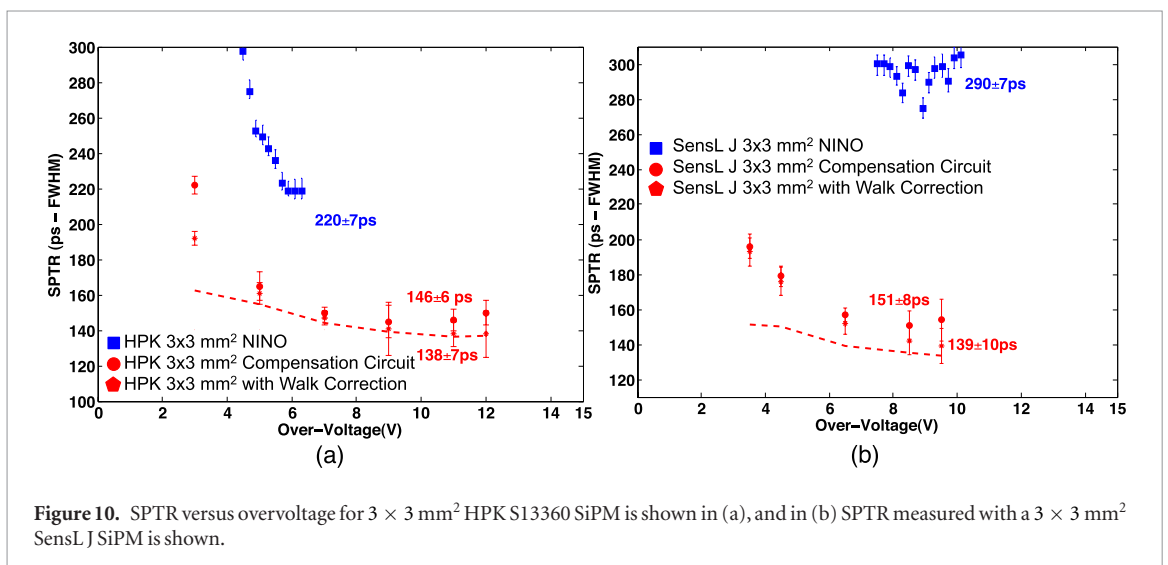 300
280
260
240
220
200
180
160
140
120
100
SPTR (ps − FWHM)
220±7ps
146±6 ps
138±7ps
HPK 3x3 mm² NINO
HPK 3x3 mm² Compensation Circuit
HPK 3x3 mm² with Walk Correction
0 2 4 6 8 10 12 14 15
Over−Voltage(V)
(a)
300
280
260
240
220
200
180
160
140
120
SPTR (ps − FWHM)
290±7ps
SensL J 3x3 mm² NINO
SensL J 3x3 mm² Compensation Circuit
SensL J 3x3 mm² with Walk Correction
151±8ps
139±10ps
0 2 4 6 8 10 15
Over−Voltage(V)
(b)
Figure 10. SPTR versus overvoltage for 3 × 3 mm² HPK S13360 SiPM is shown in (a), and in (b) SPTR measured with a 3 × 3 mm²
SensL J SiPM is shown.